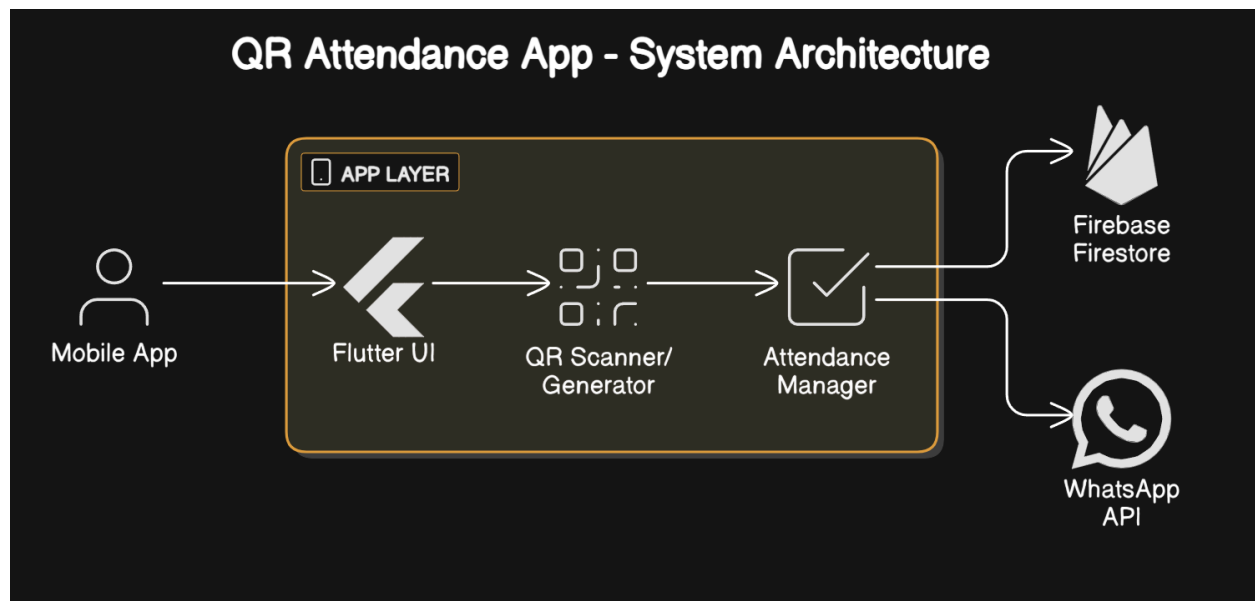 QR Attendance App - System Architecture
APP LAYER
Mobile App
Flutter UI
QR Scanner/
Generator
Attendance
Manager
Firebase
Firestore
WhatsApp
API